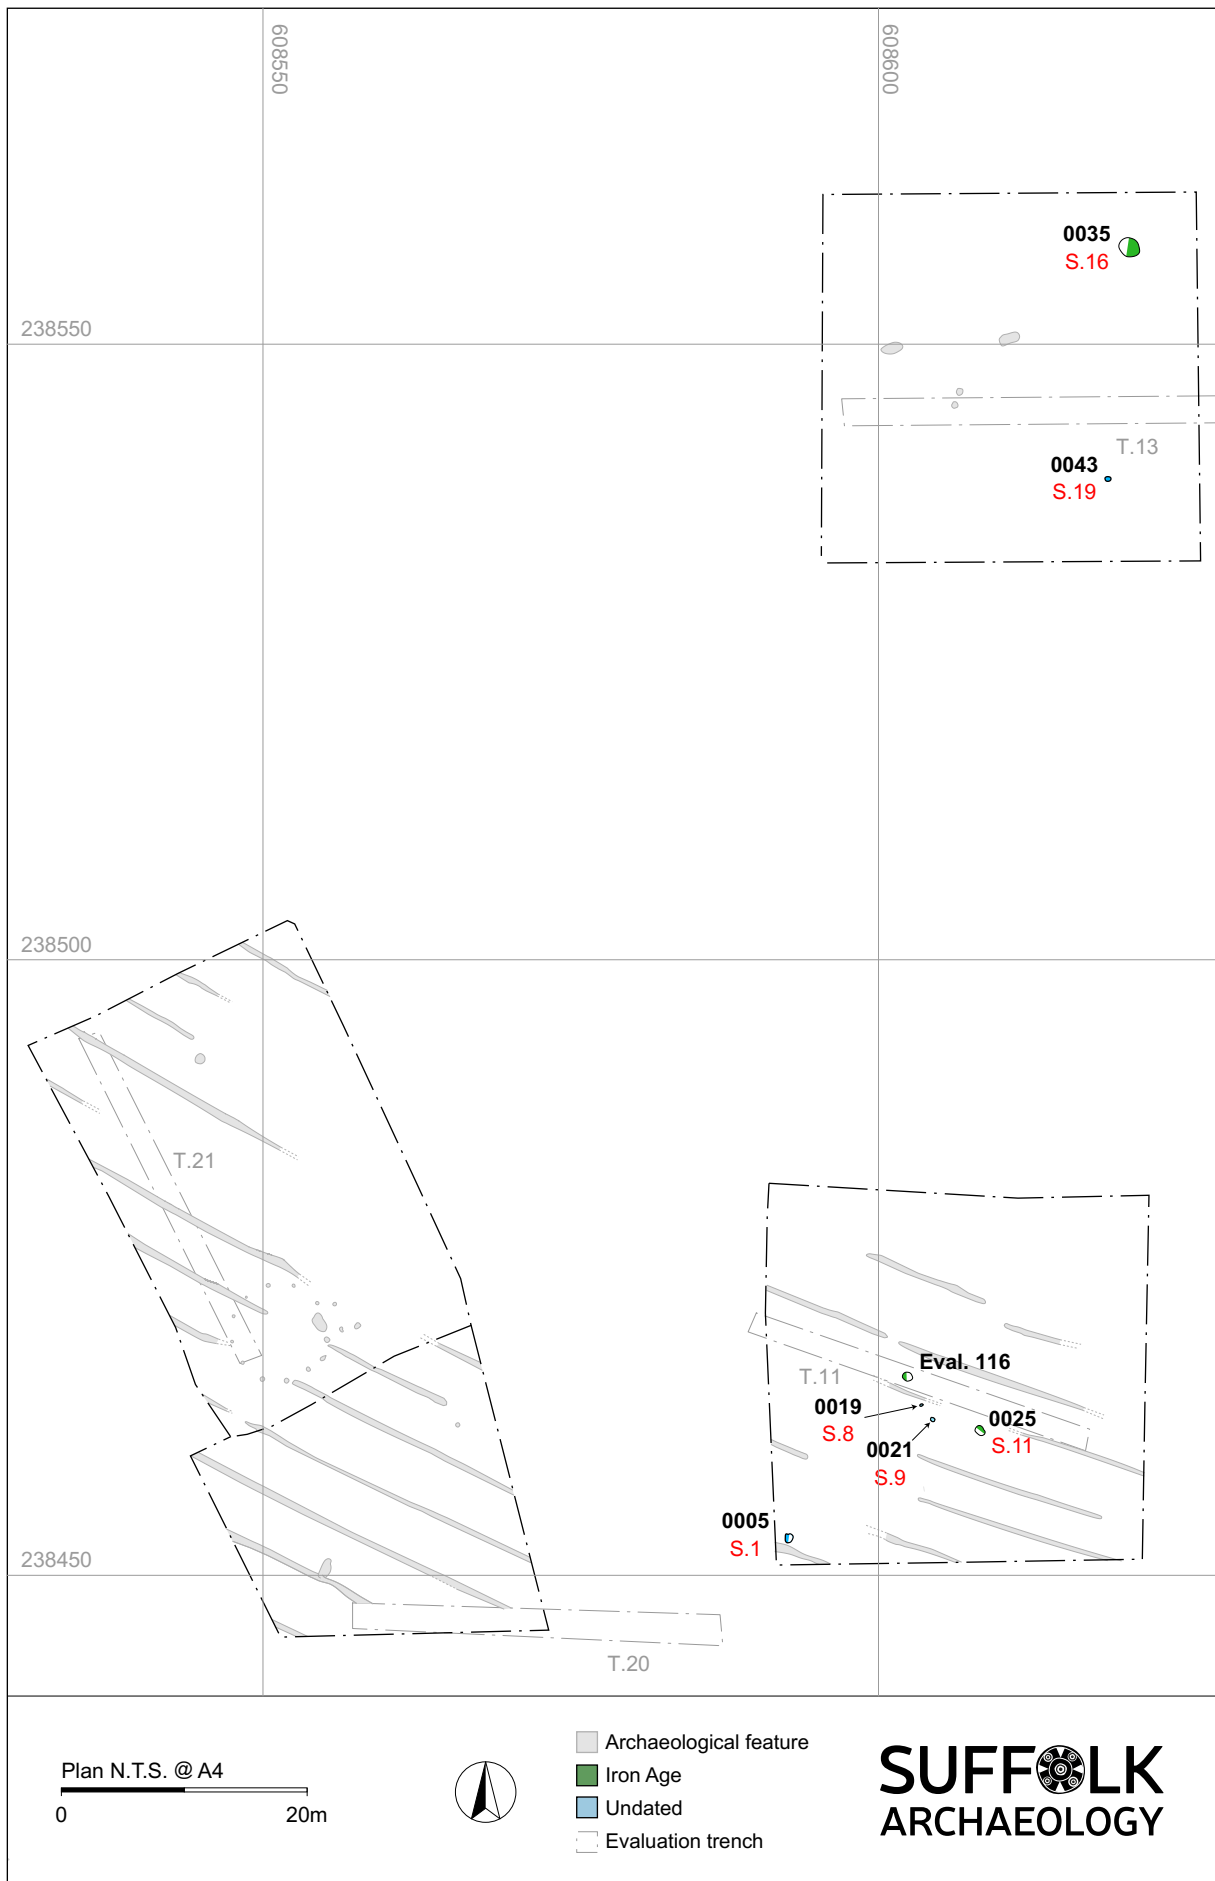 608550
608600
0035
S.16
238550
T.13
0043
S.19
238500
T.21
Eval. 116
T.11
0019
S.8
0025
S.11
0021
S.9
0005
S.1
238450
T.20
Plan N.T.S. @ A4
0
20m
Archaeological feature
Iron Age
Undated
Evaluation trench
SUFFOLK
ARCHAEOLOGY